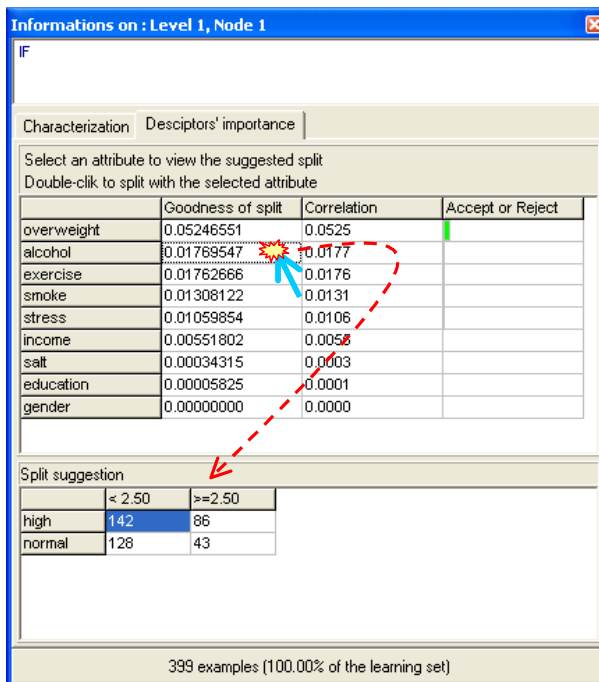 Informations on : Level 1, Node 1
IF
Characterization Desciptors' importance
Select an attribute to view the suggested split
Double-clik to split with the selected attribute
Goodness of split Correlation Accept or Reject
overweight 0.05246551 0.0525
alcohol 0.01769547 0.0177
exercise 0.01762666 0.0176
smoke 0.01308122 0.0131
stress 0.01059854 0.0106
income 0.00551802 0.0055
salt 0.00034315 0.0003
education 0.00005825 0.0001
gender 0.00000000 0.0000
Split suggestion
< 2.50 >=2.50
high 142 86
normal 128 43
399 examples (100.00% of the learning set)